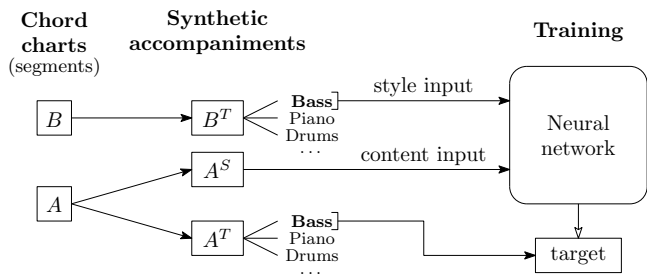 Chord
charts
(segments)
Synthetic
accompaniments
Training
B
B^T
Bass
Piano
Drums
...
style input
Neural
network
A
A^S
content input
A^T
Bass
Piano
Drums
...
target